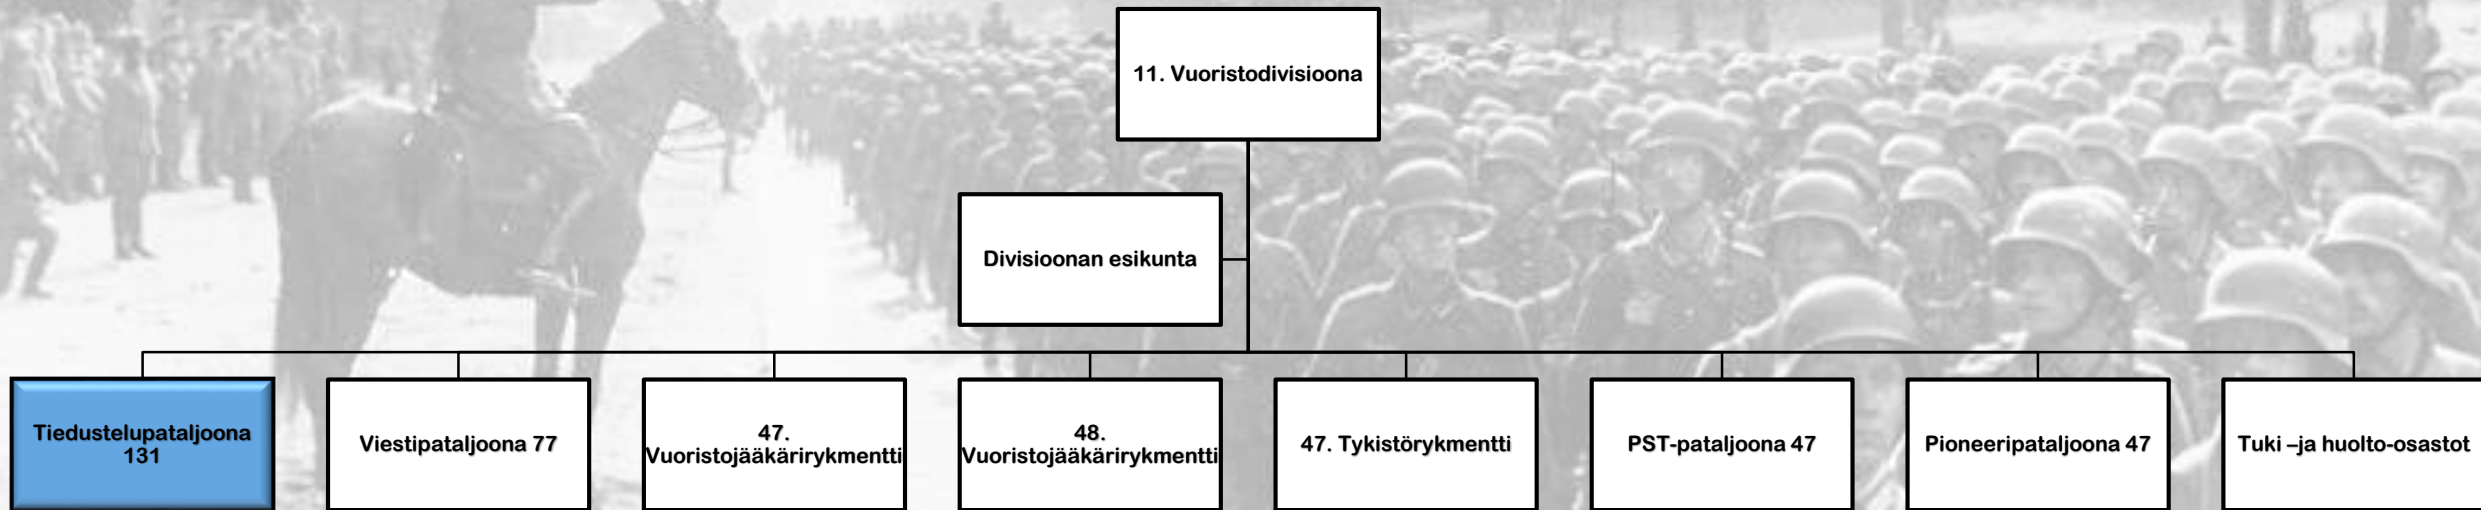 11. Vuoristodivisioona
Divisioonan esikunta
Tiedustelupataljoona
131
Viestipataljoona 77
47.
Vuoristojääkärirykmentti
48.
Vuoristojääkärirykmentti
47. Tykistörykmentti
PST-pataljoona 47
Pioneeripataljoona 47
Tuki –ja huolto-osastot